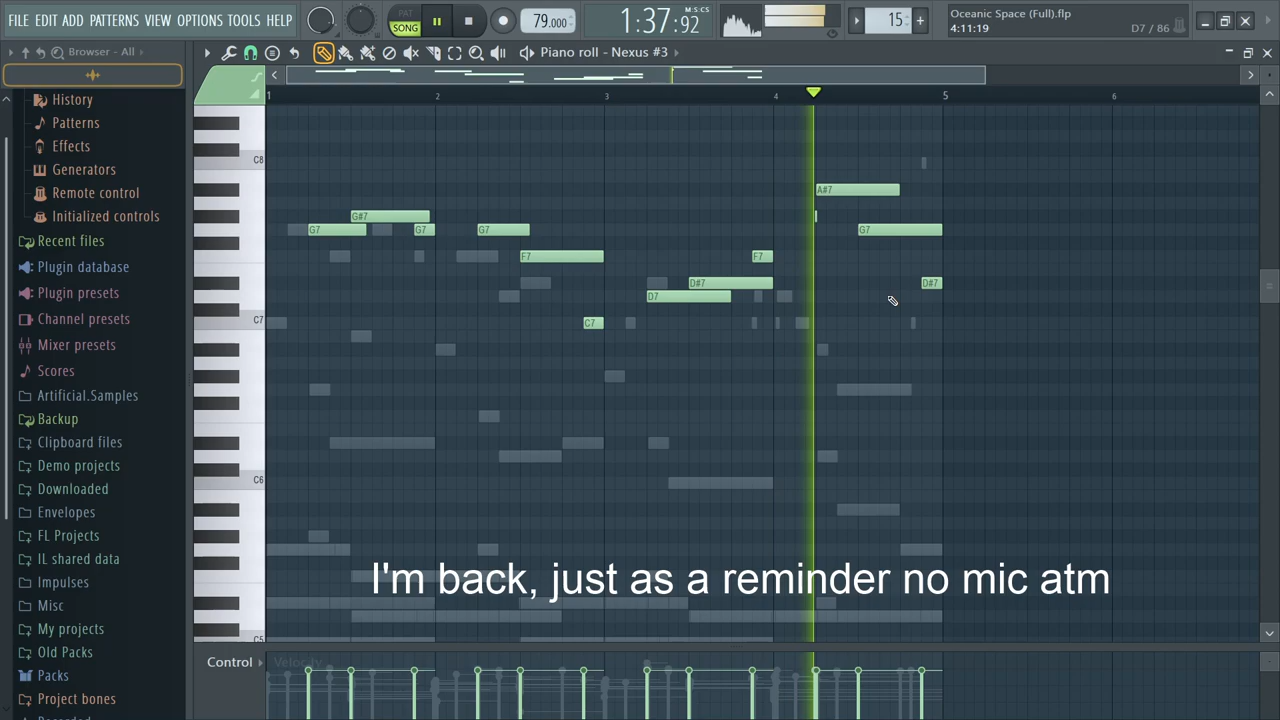 FILE EDIT ADD PATTERNS VIEW OPTIONS TOOLS HELP
PAT
SONG
79.000
1:37:92
M:S:CS
15
Oceanic Space (Full).flp
4:11:19
D7 / 86
Browser - All
Piano roll - Nexus #3
History
Patterns
Effects
Generators
Remote control
Initialized controls
Recent files
Plugin database
Plugin presets
Channel presets
Mixer presets
Scores
Artificial.Samples
Backup
Clipboard files
Demo projects
Downloaded
Envelopes
FL Projects
IL shared data
Impulses
Misc
My projects
Old Packs
Packs
Project bones
Recorded
1 2 3 4 5 6
C8
C7
C6
C5
G7
G#7
G7
G7
F7
C7
D7
D#7
F7
A#7
G7
D#7
I'm back, just as a reminder no mic atm
Control
Velocity